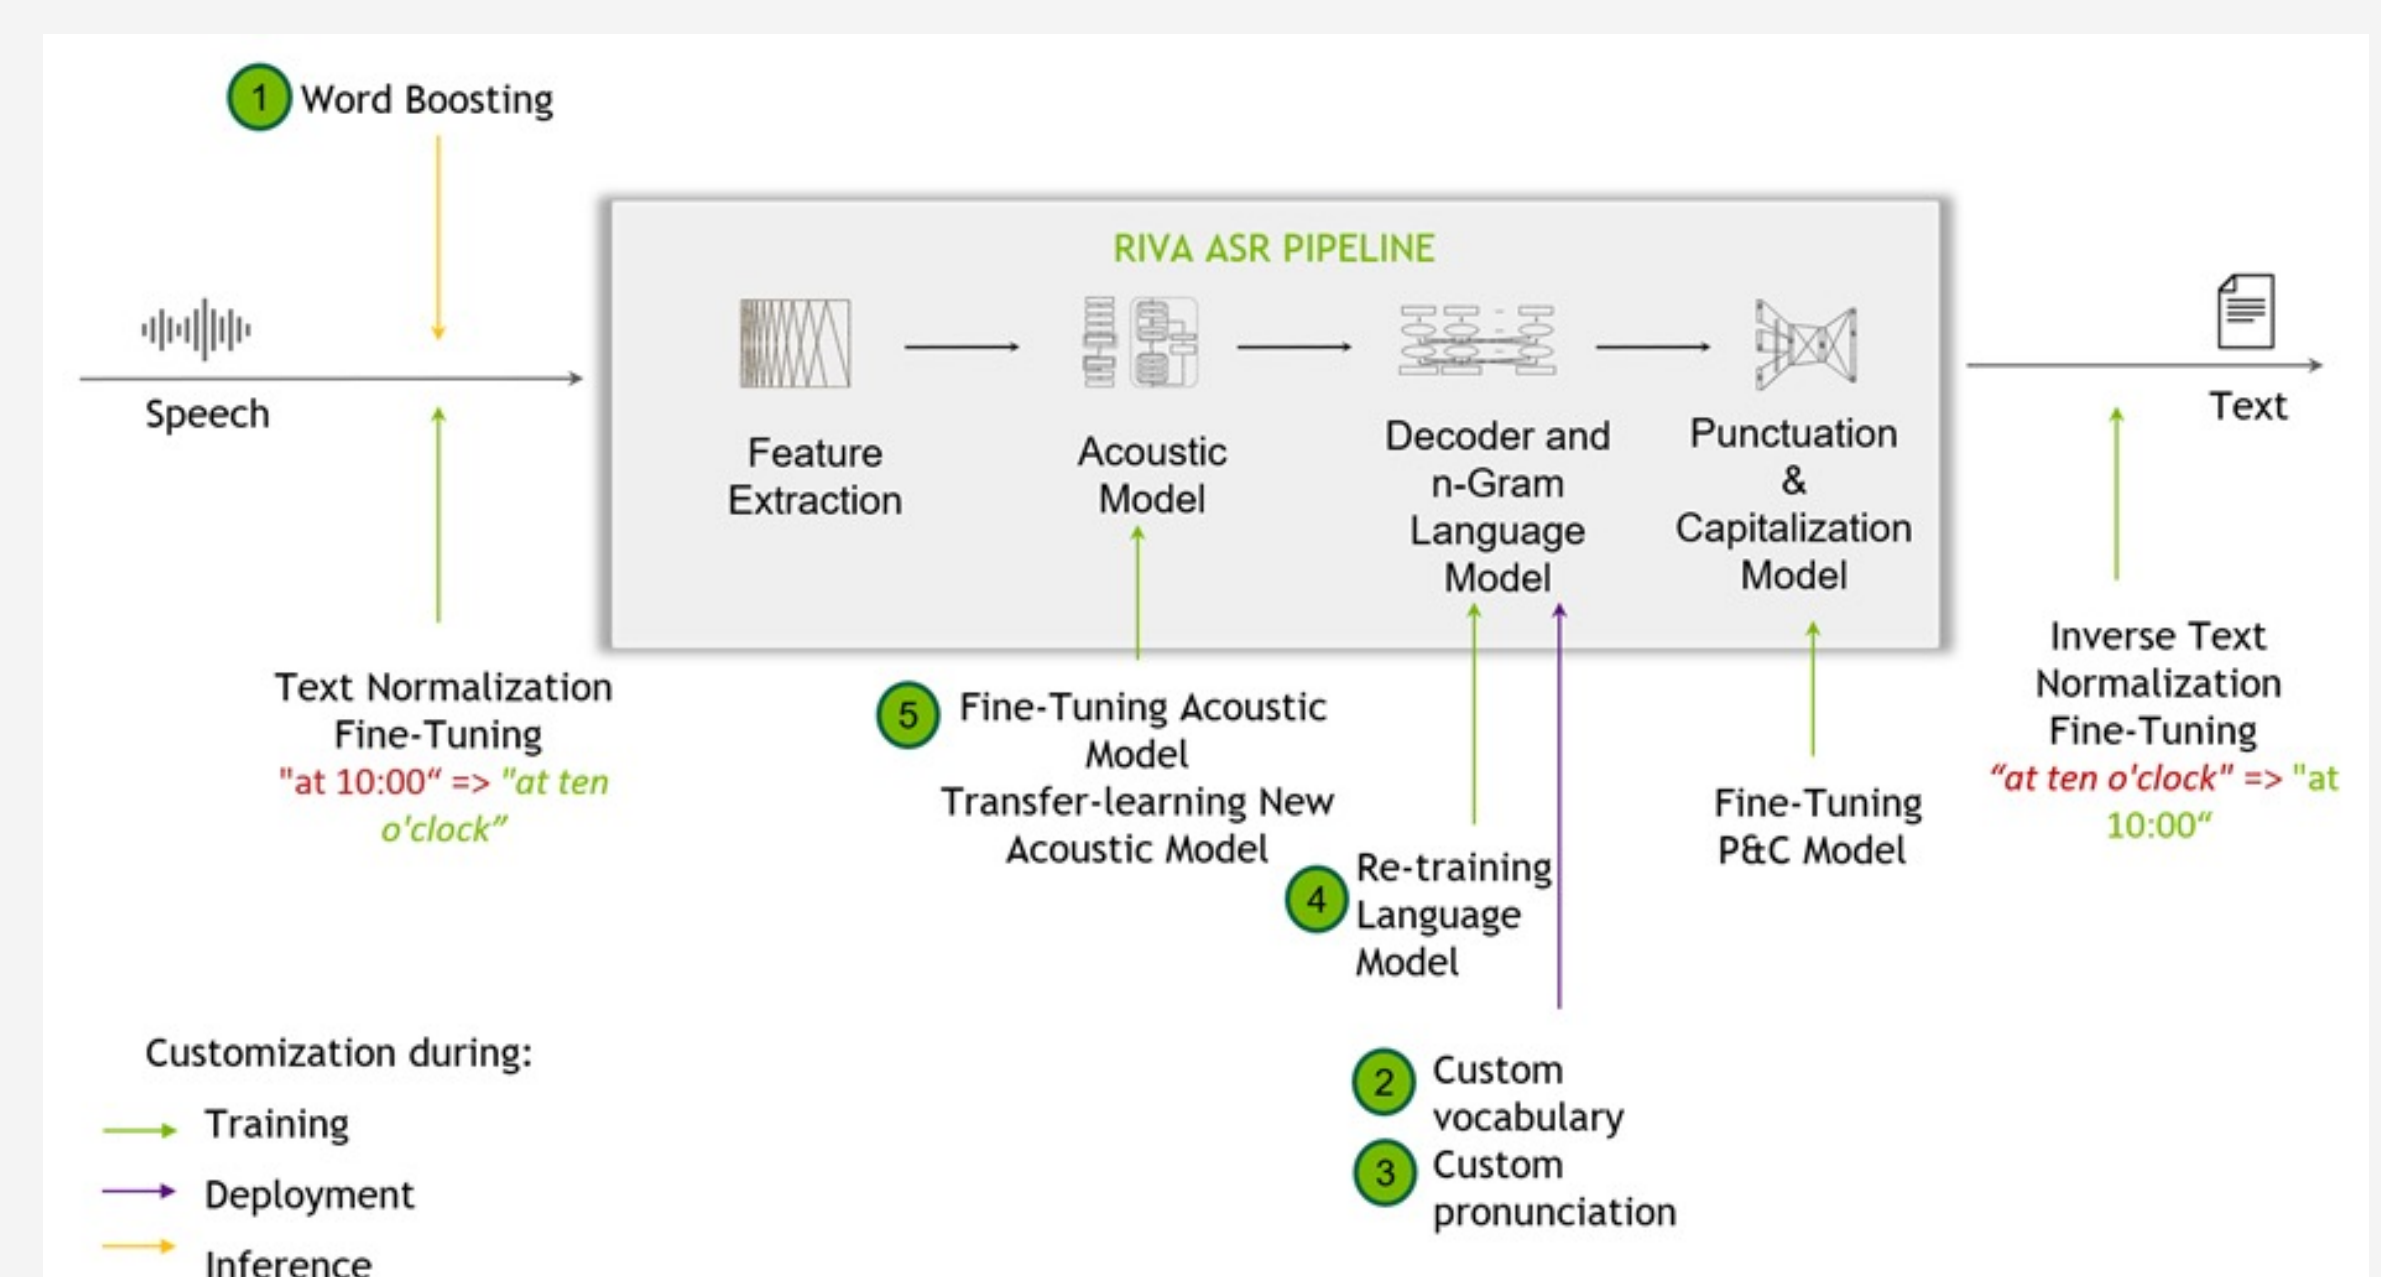 1 Word Boosting
RIVA ASR PIPELINE
Speech
Feature
Extraction
Acoustic
Model
Decoder and
n-Gram
Language
Model
Punctuation
&
Capitalization
Model
Text
Text Normalization
Fine-Tuning
"at 10:00“ => "at ten
o'clock”
5 Fine-Tuning Acoustic
Model
Transfer-learning New
Acoustic Model
4 Re-training
Language
Model
Fine-Tuning
P&C Model
Inverse Text
Normalization
Fine-Tuning
“at ten o'clock" => "at
10:00“
2 Custom
vocabulary
3 Custom
pronunciation
Customization during:
Training
Deployment
Inference